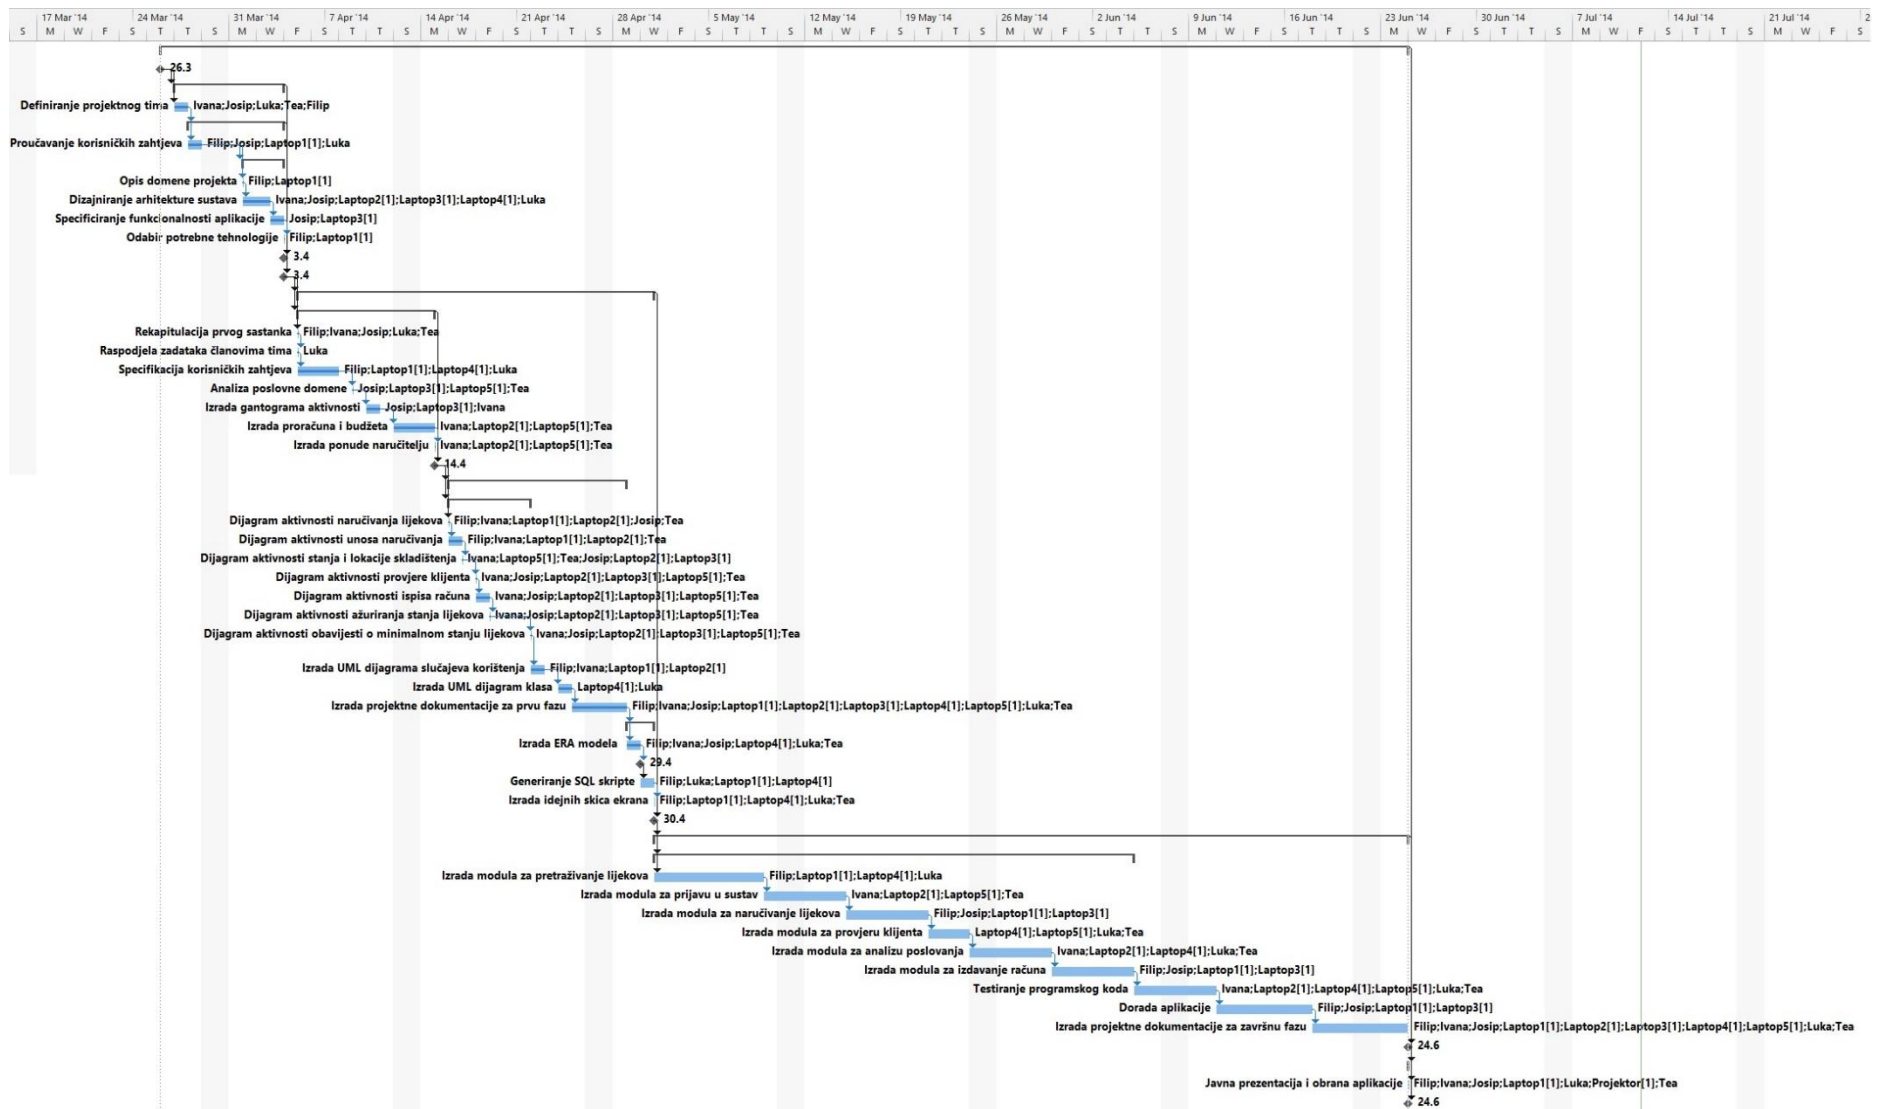 17 Mar '14 24 Mar '14 31 Mar '14 7 Apr '14 14 Apr '14 21 Apr '14 28 Apr '14 5 May '14 12 May '14 19 May '14 26 May '14 2 Jun '14 9 Jun '14 16 Jun '14 23 Jun '14 30 Jun '14 7 Jul '14 14 Jul '14 21 Jul '14 2
S M W F S T T S M W F S T T S M W F S T T S M W F S T T S M W F S T T S M W F S T T S M W F S T T S M W F S T T S M W F S T T S M W F S
26.3
Definiranje projektnog tima Ivana;Josip;Luka;Tea;Filip
Proučavanje korisničkih zahtjeva Filip;Josip;Laptop1[1];Luka
Opis domene projekta Filip;Laptop1[1]
Dizajniranje arhitekture sustava Ivana;Josip;Laptop2[1];Laptop3[1];Laptop4[1];Luka
Specificiranje funkcionalnosti aplikacije Josip;Laptop3[1]
Odabir potrebne tehnologije Filip;Laptop1[1]
3.4
3.4
Rekapitulacija prvog sastanka Filip;Ivana;Josip;Luka;Tea
Raspodjela zadataka članovima tima Luka
Specifikacija korisničkih zahtjeva Filip;Laptop1[1];Laptop4[1];Luka
Analiza poslovne domene Josip;Laptop3[1];Laptop5[1];Tea
Izrada gantograma aktivnosti Josip;Laptop3[1];Ivana
Izrada proračuna i budžeta Ivana;Laptop2[1];Laptop5[1];Tea
Izrada ponude naručitelju Ivana;Laptop2[1];Laptop5[1];Tea
14.4
Dijagram aktivnosti naručivanja lijekova Filip;Ivana;Laptop1[1];Laptop2[1];Josip;Tea
Dijagram aktivnosti unosa naručivanja Filip;Ivana;Laptop1[1];Laptop2[1];Tea
Dijagram aktivnosti stanja i lokacije skladištenja Ivana;Laptop5[1];Tea;Josip;Laptop2[1];Laptop3[1]
Dijagram aktivnosti provjere klijenta Ivana;Josip;Laptop2[1];Laptop3[1];Laptop5[1];Tea
Dijagram aktivnosti ispisa računa Ivana;Josip;Laptop2[1];Laptop3[1];Laptop5[1];Tea
Dijagram aktivnosti ažuriranja stanja lijekova Ivana;Josip;Laptop2[1];Laptop3[1];Laptop5[1];Tea
Dijagram aktivnosti obavijesti o minimalnom stanju lijekova Ivana;Josip;Laptop2[1];Laptop3[1];Laptop5[1];Tea
Izrada UML dijagrama slučajeva korištenja Filip;Ivana;Laptop1[1];Laptop2[1]
Izrada UML dijagram klasa Laptop4[1];Luka
Izrada projektne dokumentacije za prvu fazu Filip;Ivana;Josip;Laptop1[1];Laptop2[1];Laptop3[1];Laptop4[1];Laptop5[1];Luka;Tea
Izrada ERA modela Filip;Ivana;Josip;Laptop4[1];Luka;Tea
29.4
Generiranje SQL skripte Filip;Luka;Laptop1[1];Laptop4[1]
Izrada idejnih skica ekrana Filip;Laptop1[1];Laptop4[1];Luka;Tea
30.4
Izrada modula za pretraživanje lijekova Filip;Laptop1[1];Laptop4[1];Luka
Izrada modula za prijavu u sustav Ivana;Laptop2[1];Laptop5[1];Tea
Izrada modula za naručivanje lijekova Filip;Josip;Laptop1[1];Laptop3[1]
Izrada modula za provjeru klijenta Laptop4[1];Laptop5[1];Luka;Tea
Izrada modula za analizu poslovanja Ivana;Laptop2[1];Laptop4[1];Luka;Tea
Izrada modula za izdavanje računa Filip;Josip;Laptop1[1];Laptop3[1]
Testiranje programskog koda Ivana;Laptop2[1];Laptop4[1];Laptop5[1];Luka;Tea
Dorada aplikacije Filip;Josip;Laptop1[1];Laptop3[1]
Izrada projektne dokumentacije za završnu fazu Filip;Ivana;Josip;Laptop1[1];Laptop2[1];Laptop3[1];Laptop4[1];Laptop5[1];Luka;Tea
24.6
Javna prezentacija i obrana aplikacije Filip;Ivana;Josip;Laptop1[1];Luka;Projektor[1];Tea
24.6